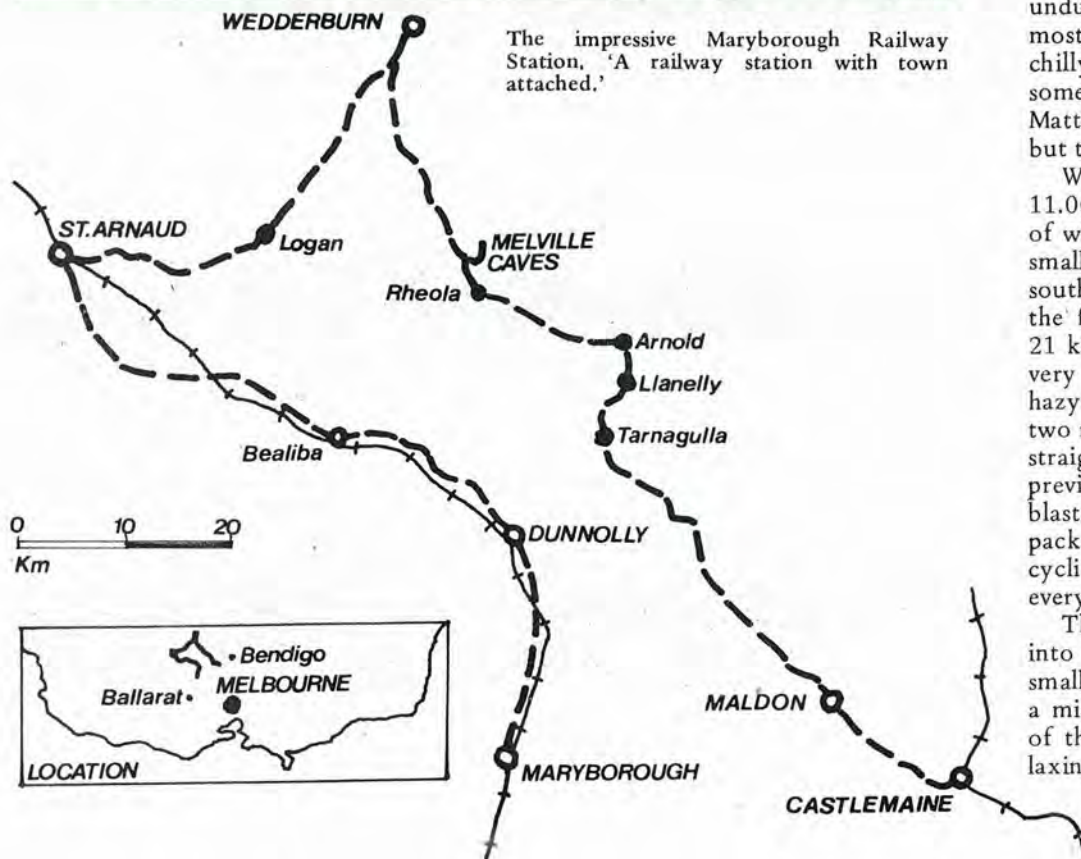 WEDDERBURN
The impressive Maryborough Railway
Station, ‘A railway station with town
attached.’
ST.ARNAUD
Logan
MELVILLE
CAVES
Rheola
Arnold
Llanelly
Tarnagulla
Bealiba
DUNNOLLY
0 10 20
Km
Bendigo
Ballarat
MELBOURNE
LOCATION
MARYBOROUGH
MALDON
CASTLEMAINE
undu
most
chilly
some
Matt
but t
W
11.0
of w
small
south
the f
21 k
very
hazy
two
straig
previ
blast
pack
cycli
every
Th
into
small
a mi
of th
laxin